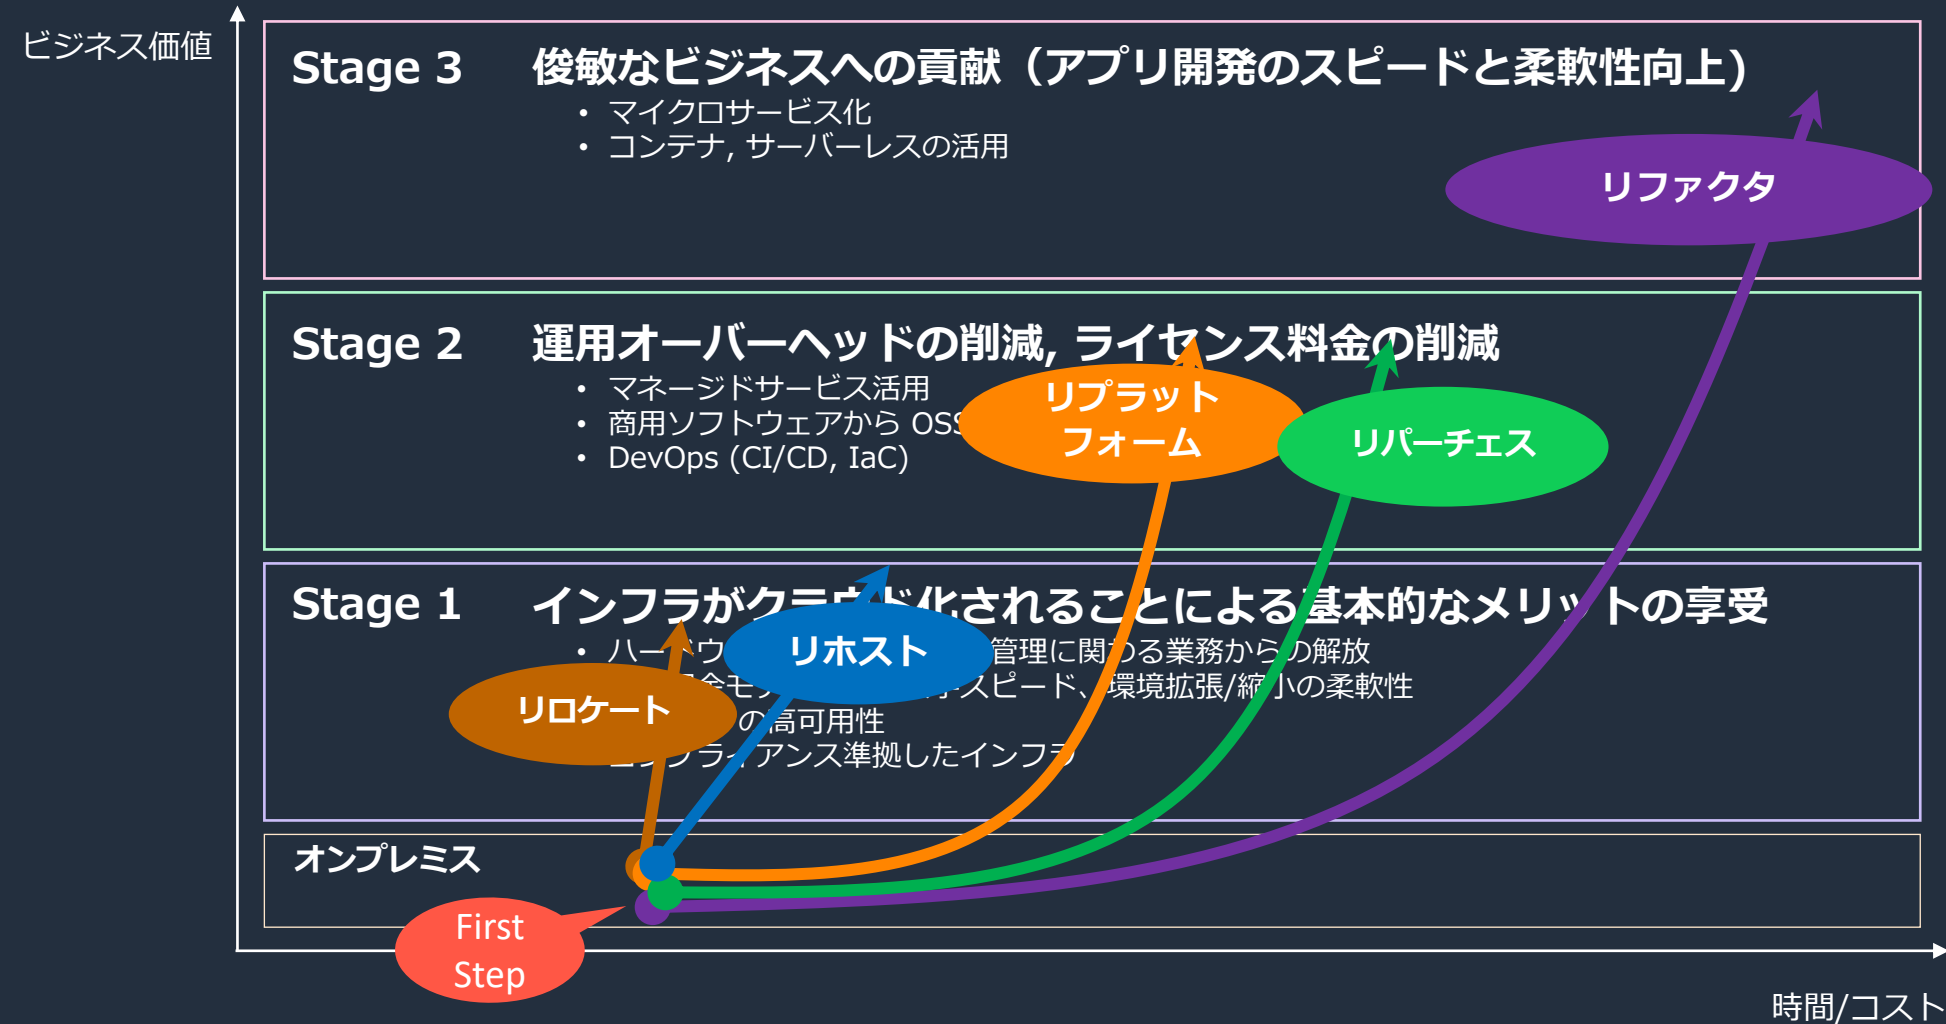 ビジネス価値
Stage 3 俊敏なビジネスへの貢献（アプリ開発のスピードと柔軟性向上)
• マイクロサービス化
• コンテナ, サーバーレスの活用
リファクタ
Stage 2 運用オーバーヘッドの削減, ライセンス料金の削減
• マネージドサービス活用
• 商用ソフトウェアから OSS
• DevOps (CI/CD, IaC)
リプラット
フォーム
リパーチェス
Stage 1 インフラがクラウド化されることによる基本的なメリットの享受
• ハードウ
管理に関わる業務からの解放
スピード、環境拡張/縮小の柔軟性
の高可用性
コンプライアンス準拠したインフラ
リホスト
リロケート
オンプレミス
First
Step
時間/コスト